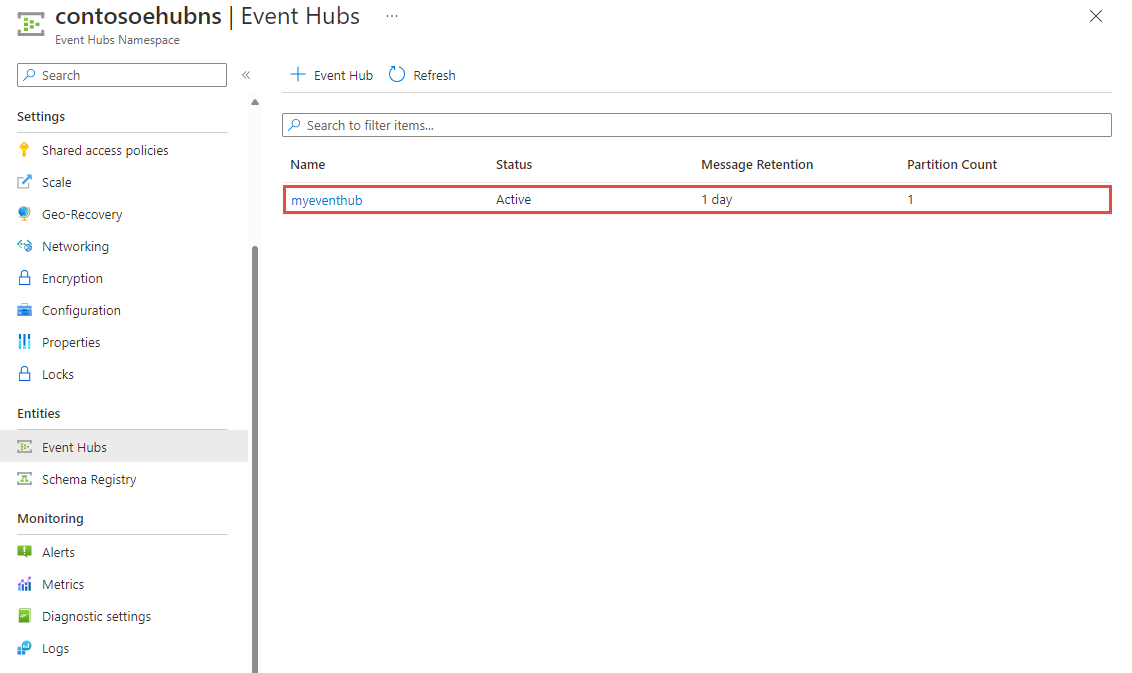 contosoehubns | Event Hubs ...
Event Hubs Namespace
Search
«
Event Hub Refresh
Settings
Shared access policies
Scale
Geo-Recovery
Networking
Encryption
Configuration
Properties
Locks
Entities
Event Hubs
Schema Registry
Monitoring
Alerts
Metrics
Diagnostic settings
Logs
Search to filter items...
Name Status Message Retention Partition Count
myeventhub Active 1 day 1